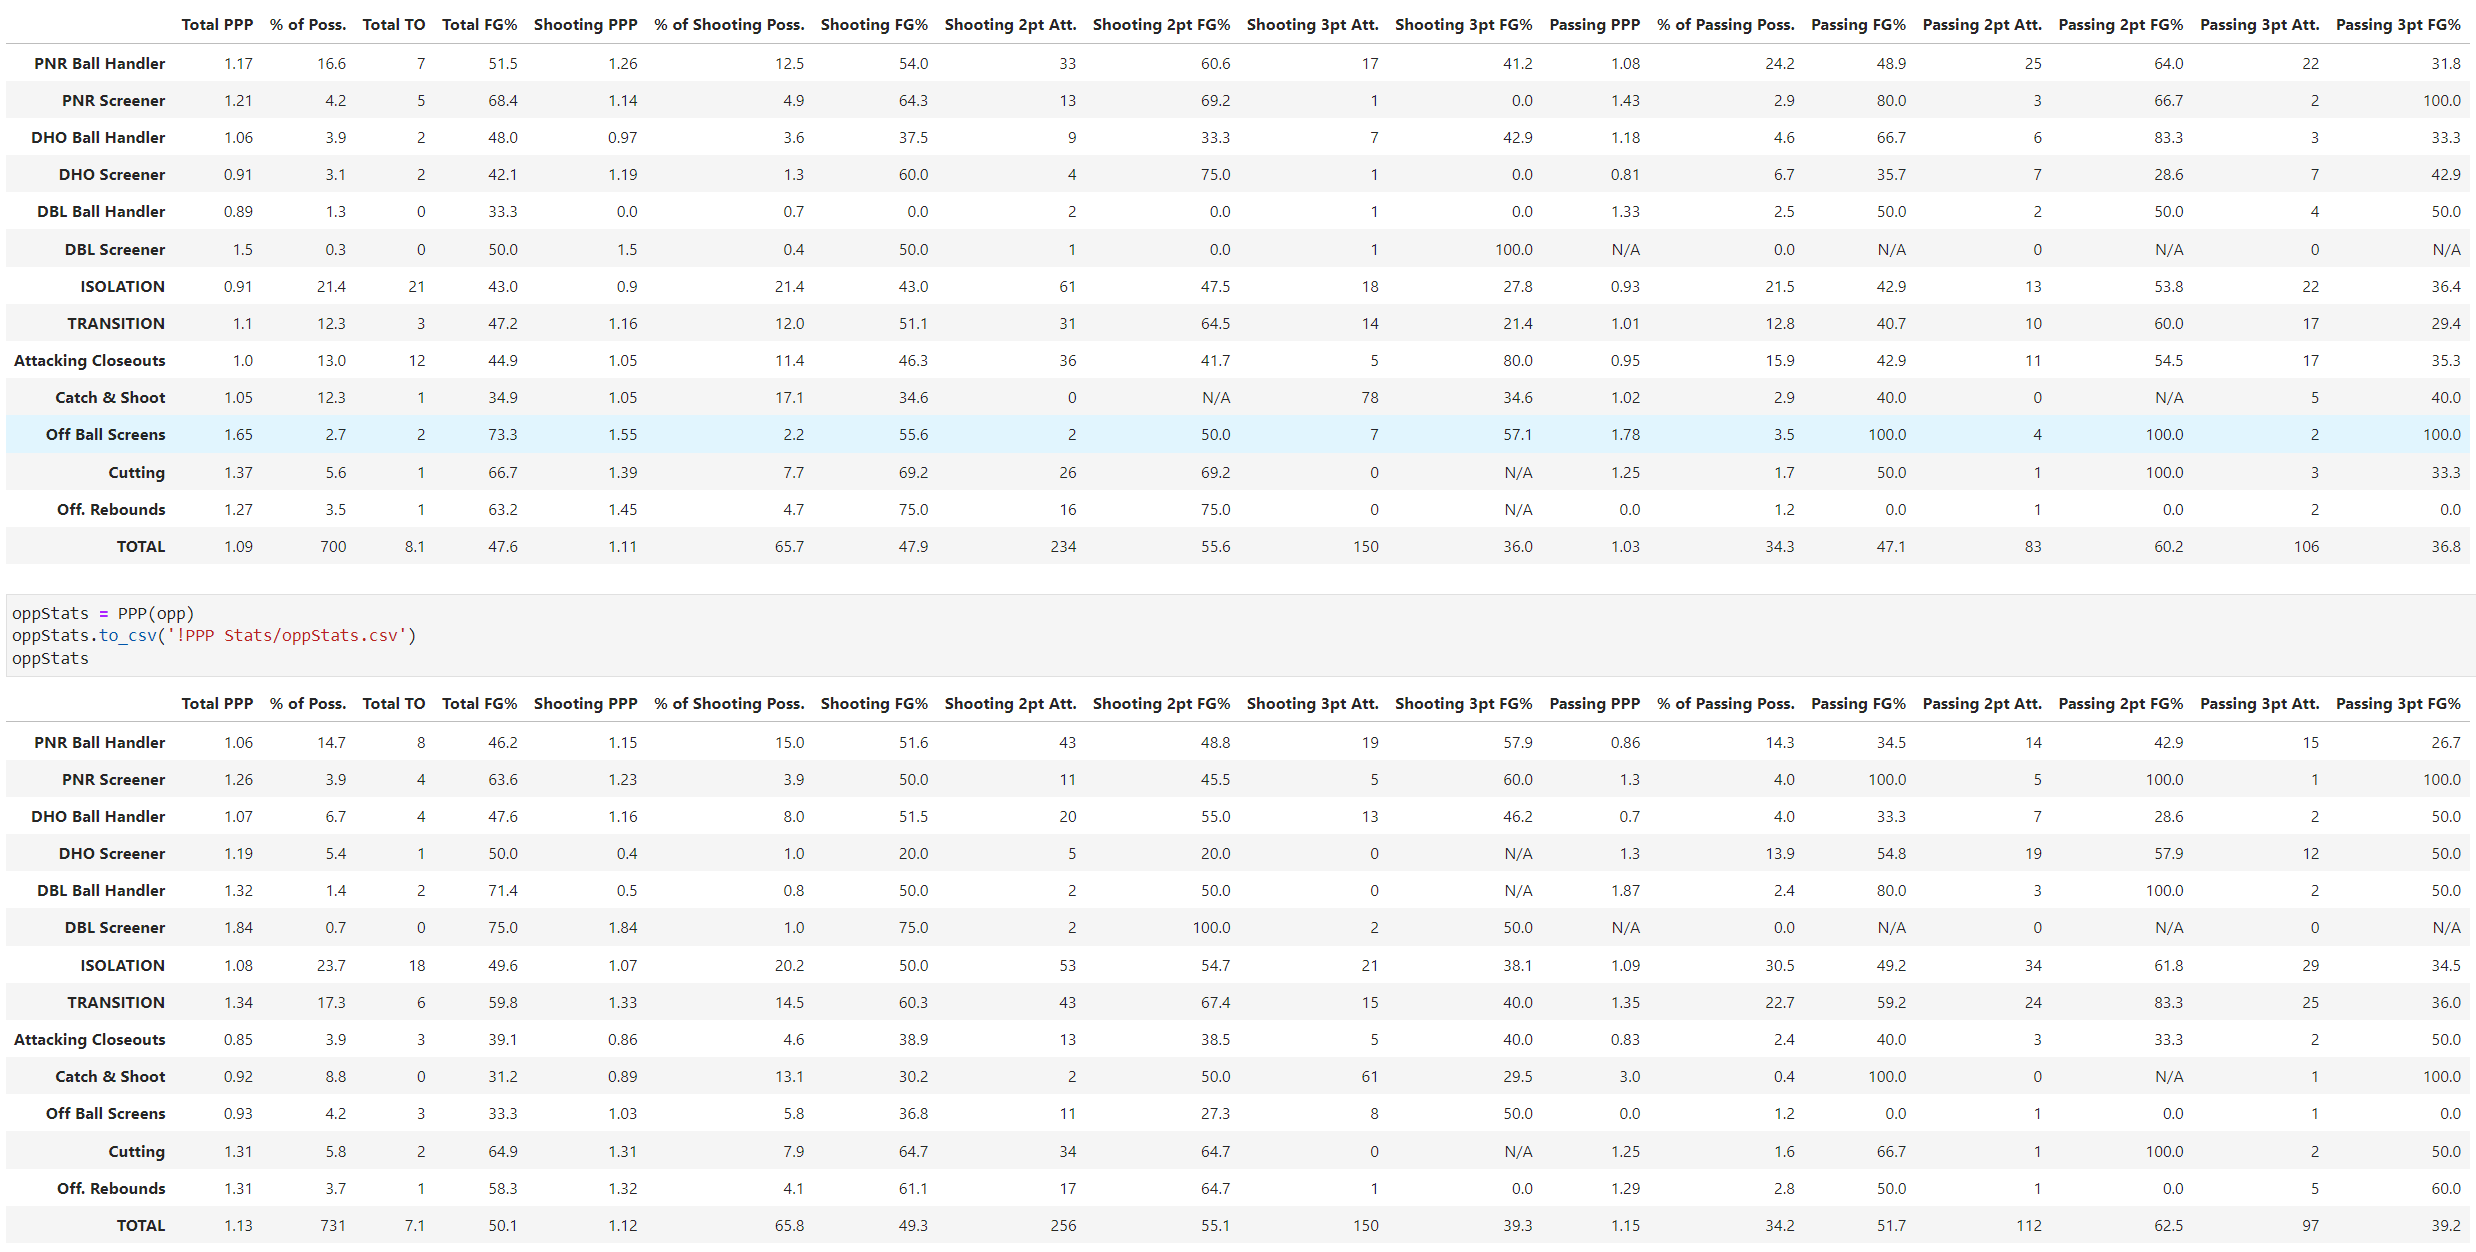 Total PPP % of Poss. Total TO Total FG% Shooting PPP % of Shooting Poss. Shooting FG% Shooting 2pt Att. Shooting 2pt FG% Shooting 3pt Att. Shooting 3pt FG% Passing PPP % of Passing Poss. Passing FG% Passing 2pt Att. Passing 2pt FG% Passing 3pt Att. Passing 3pt FG%
PNR Ball Handler 1.17 16.6 7 51.5 1.26 12.5 54.0 33 60.6 17 41.2 1.08 24.2 48.9 25 64.0 22 31.8
PNR Screener 1.21 4.2 5 68.4 1.14 4.9 64.3 13 69.2 1 0.0 1.43 2.9 80.0 3 66.7 2 100.0
DHO Ball Handler 1.06 3.9 2 48.0 0.97 3.6 37.5 9 33.3 7 42.9 1.18 4.6 66.7 6 83.3 3 33.3
DHO Screener 0.91 3.1 2 42.1 1.19 1.3 60.0 4 75.0 1 0.0 0.81 6.7 35.7 7 28.6 7 42.9
DBL Ball Handler 0.89 1.3 0 33.3 0.0 0.7 0.0 2 0.0 1 0.0 1.33 2.5 50.0 2 50.0 4 50.0
DBL Screener 1.5 0.3 0 50.0 1.5 0.4 50.0 1 0.0 1 100.0 N/A 0.0 N/A 0 N/A 0 N/A
ISOLATION 0.91 21.4 21 43.0 0.9 21.4 43.0 61 47.5 18 27.8 0.93 21.5 42.9 13 53.8 22 36.4
TRANSITION 1.1 12.3 3 47.2 1.16 12.0 51.1 31 64.5 14 21.4 1.01 12.8 40.7 10 60.0 17 29.4
Attacking Closeouts 1.0 13.0 12 44.9 1.05 11.4 46.3 36 41.7 5 80.0 0.95 15.9 42.9 11 54.5 17 35.3
Catch & Shoot 1.05 12.3 1 34.9 1.05 17.1 34.6 0 N/A 78 34.6 1.02 2.9 40.0 0 N/A 5 40.0
Off Ball Screens 1.65 2.7 2 73.3 1.55 2.2 55.6 2 50.0 7 57.1 1.78 3.5 100.0 4 100.0 2 100.0
Cutting 1.37 5.6 1 66.7 1.39 7.7 69.2 26 69.2 0 N/A 1.25 1.7 50.0 1 100.0 3 33.3
Off. Rebounds 1.27 3.5 1 63.2 1.45 4.7 75.0 16 75.0 0 N/A 0.0 1.2 0.0 1 0.0 2 0.0
TOTAL 1.09 700 8.1 47.6 1.11 65.7 47.9 234 55.6 150 36.0 1.03 34.3 47.1 83 60.2 106 36.8
oppStats = PPP(opp)
oppStats.to_csv('!PPP Stats/oppStats.csv')
oppStats
Total PPP % of Poss. Total TO Total FG% Shooting PPP % of Shooting Poss. Shooting FG% Shooting 2pt Att. Shooting 2pt FG% Shooting 3pt Att. Shooting 3pt FG% Passing PPP % of Passing Poss. Passing FG% Passing 2pt Att. Passing 2pt FG% Passing 3pt Att. Passing 3pt FG%
PNR Ball Handler 1.06 14.7 8 46.2 1.15 15.0 51.6 43 48.8 19 57.9 0.86 14.3 34.5 14 42.9 15 26.7
PNR Screener 1.26 3.9 4 63.6 1.23 3.9 50.0 11 45.5 5 60.0 1.3 4.0 100.0 5 100.0 1 100.0
DHO Ball Handler 1.07 6.7 4 47.6 1.16 8.0 51.5 20 55.0 13 46.2 0.7 4.0 33.3 7 28.6 2 50.0
DHO Screener 1.19 5.4 1 50.0 0.4 1.0 20.0 5 20.0 0 N/A 1.3 13.9 54.8 19 57.9 12 50.0
DBL Ball Handler 1.32 1.4 2 71.4 0.5 0.8 50.0 2 50.0 0 N/A 1.87 2.4 80.0 3 100.0 2 50.0
DBL Screener 1.84 0.7 0 75.0 1.84 1.0 75.0 2 100.0 2 50.0 N/A 0.0 N/A 0 N/A 0 N/A
ISOLATION 1.08 23.7 18 49.6 1.07 20.2 50.0 53 54.7 21 38.1 1.09 30.5 49.2 34 61.8 29 34.5
TRANSITION 1.34 17.3 6 59.8 1.33 14.5 60.3 43 67.4 15 40.0 1.35 22.7 59.2 24 83.3 25 36.0
Attacking Closeouts 0.85 3.9 3 39.1 0.86 4.6 38.9 13 38.5 5 40.0 0.83 2.4 40.0 3 33.3 2 50.0
Catch & Shoot 0.92 8.8 0 31.2 0.89 13.1 30.2 2 50.0 61 29.5 3.0 0.4 100.0 0 N/A 1 100.0
Off Ball Screens 0.93 4.2 3 33.3 1.03 5.8 36.8 11 27.3 8 50.0 0.0 1.2 0.0 1 0.0 1 0.0
Cutting 1.31 5.8 2 64.9 1.31 7.9 64.7 34 64.7 0 N/A 1.25 1.6 66.7 1 100.0 2 50.0
Off. Rebounds 1.31 3.7 1 58.3 1.32 4.1 61.1 17 64.7 1 0.0 1.29 2.8 50.0 1 0.0 5 60.0
TOTAL 1.13 731 7.1 50.1 1.12 65.8 49.3 256 55.1 150 39.3 1.15 34.2 51.7 112 62.5 97 39.2